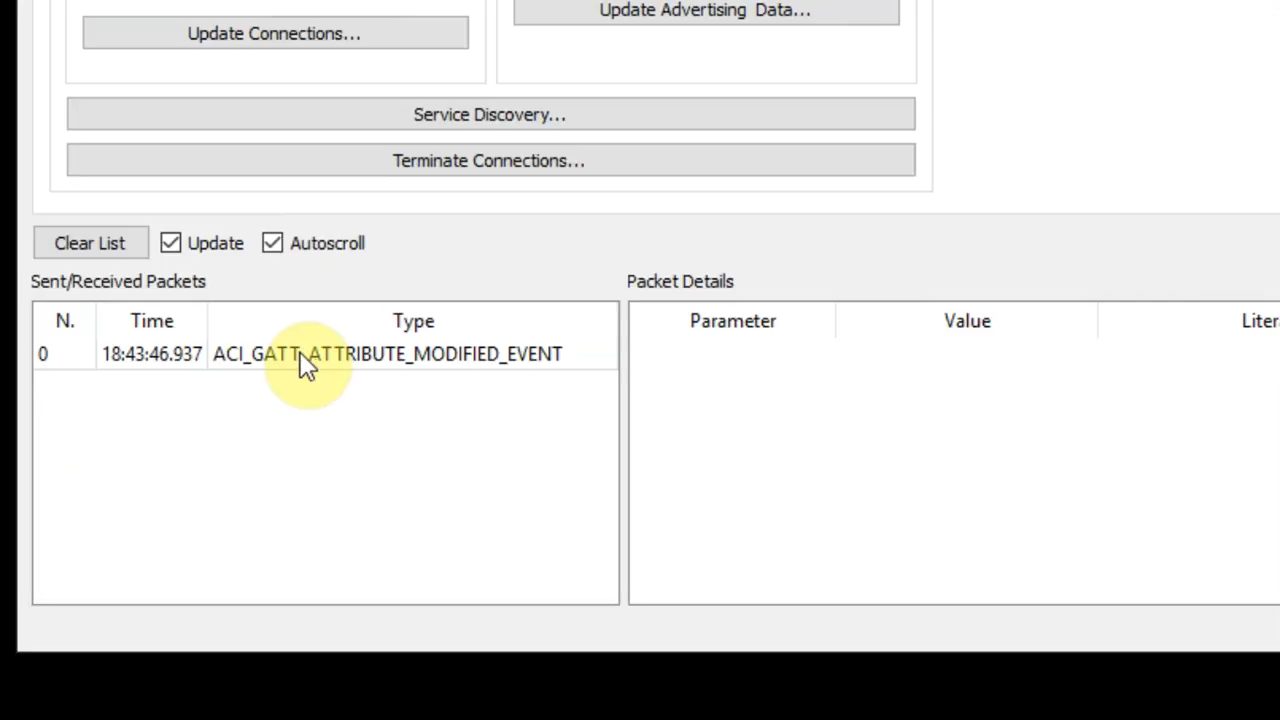 Update Advertising Data...
Update Connections...
Service Discovery...
Terminate Connections...
Clear List Update Autoscroll
Sent/Received Packets Packet Details
N. Time Type Parameter Value
0 18:43:46.937 ACI_GATT_ATTRIBUTE_MODIFIED_EVENT